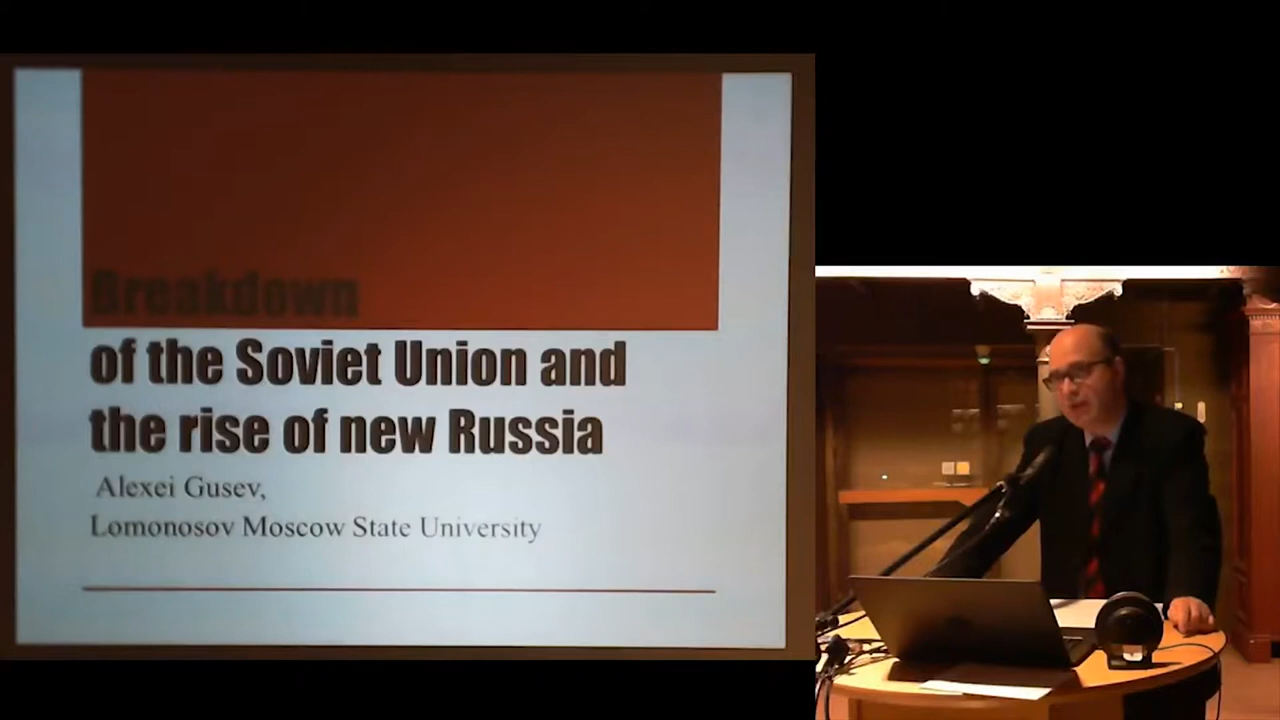 Breakdown
of the Soviet Union and
the rise of new Russia
Alexei Gusev,
Lomonosov Moscow State University